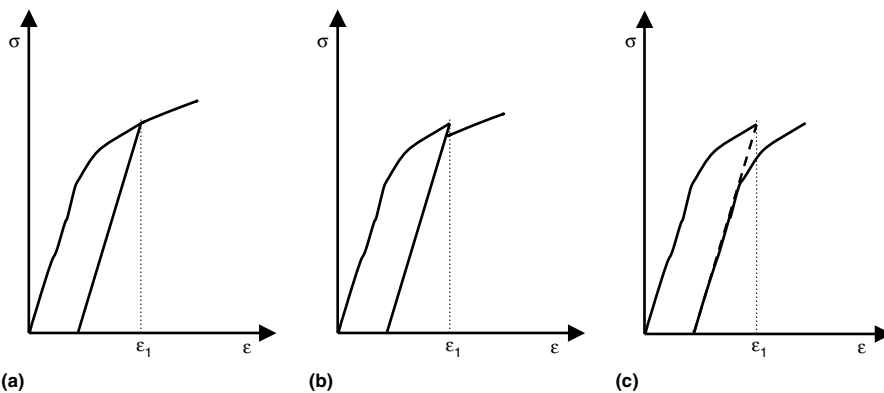 σ σ σ
ε₁ ε ε₁ ε ε₁ ε
(a) (b) (c)